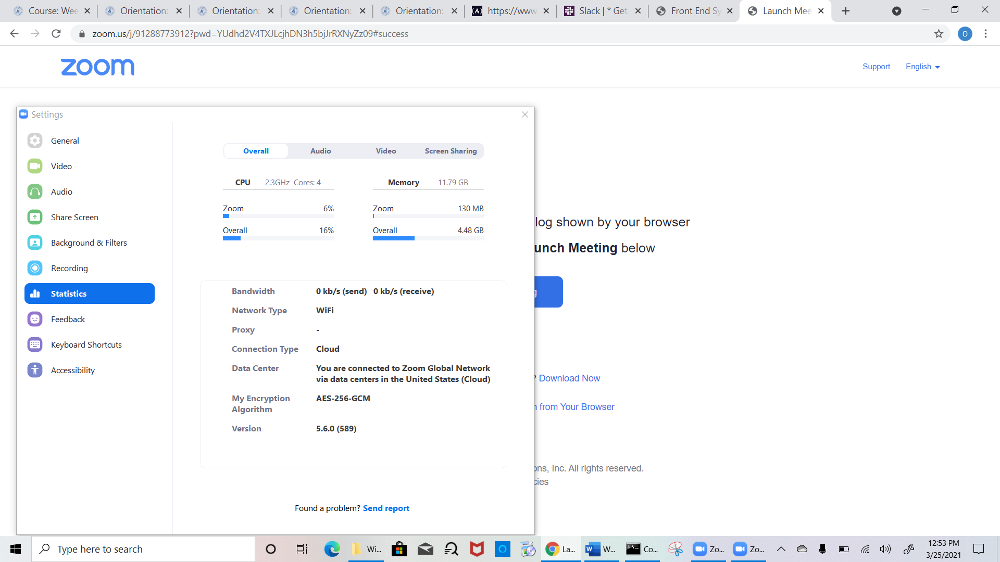 Course: Wee
Orientation:
Orientation:
Orientation:
Orientation:
https://www
Slack | * Get
Front End Sy
Launch Mee
zoom.us/j/91288773912?pwd=YUdhd2V4TXJLcjhDN3h5bjJrRXNyZz09#success
O
zoom
Support
English
Settings
General
Video
Audio
Share Screen
Background & Filters
Recording
Statistics
Feedback
Keyboard Shortcuts
Accessibility
Overall
Audio
Video
Screen Sharing
CPU 2.3GHz Cores: 4
Zoom 6%
Overall 16%
Memory 11.79 GB
Zoom 130 MB
Overall 4.48 GB
Bandwidth 0 kb/s (send) 0 kb/s (receive)
Network Type WiFi
Proxy -
Connection Type Cloud
Data Center You are connected to Zoom Global Network
via data centers in the United States (Cloud)
My Encryption AES-256-GCM
Algorithm
Version 5.6.0 (589)
Found a problem? Send report
log shown by your browser
unch Meeting below
g
? Download Now
n from Your Browser
ons, Inc. All rights reserved.
cies
Type here to search
Wi...
La...
W...
Co...
Zo...
Zo...
12:53 PM
3/25/2021